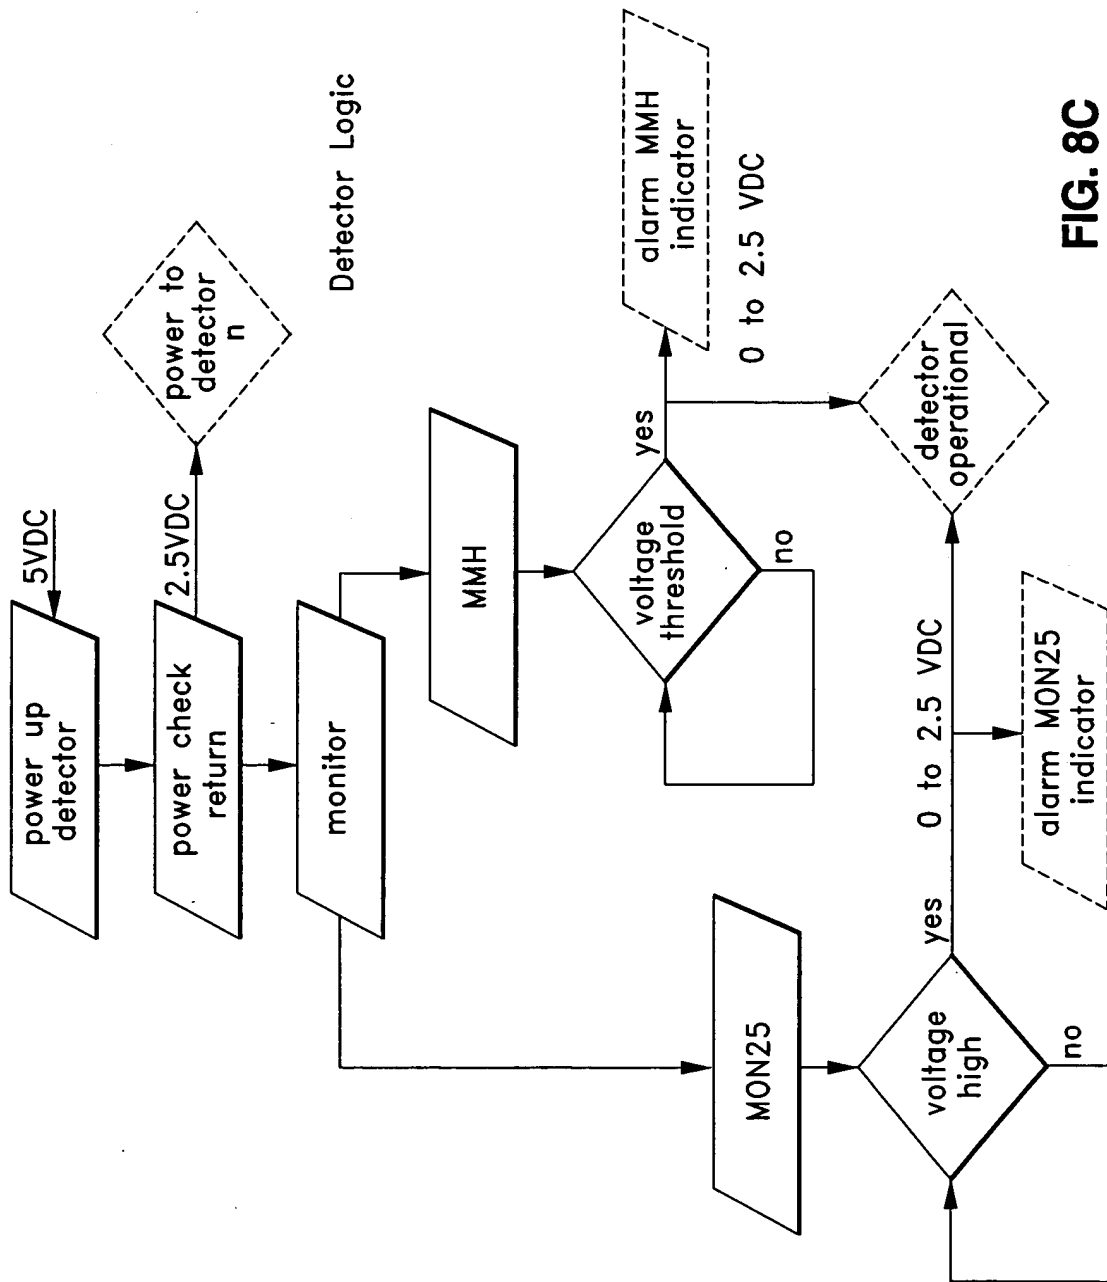 power up
detector
5VDC
power check
return
2.5VDC
power to
detector
n
monitor
Detector Logic
MMH
voltage
threshold
yes
no
alarm MMH
indicator
0 to 2.5 VDC
MON25
voltage
high
yes
no
0 to 2.5 VDC
detector
operational
alarm MON25
indicator
FIG. 8C